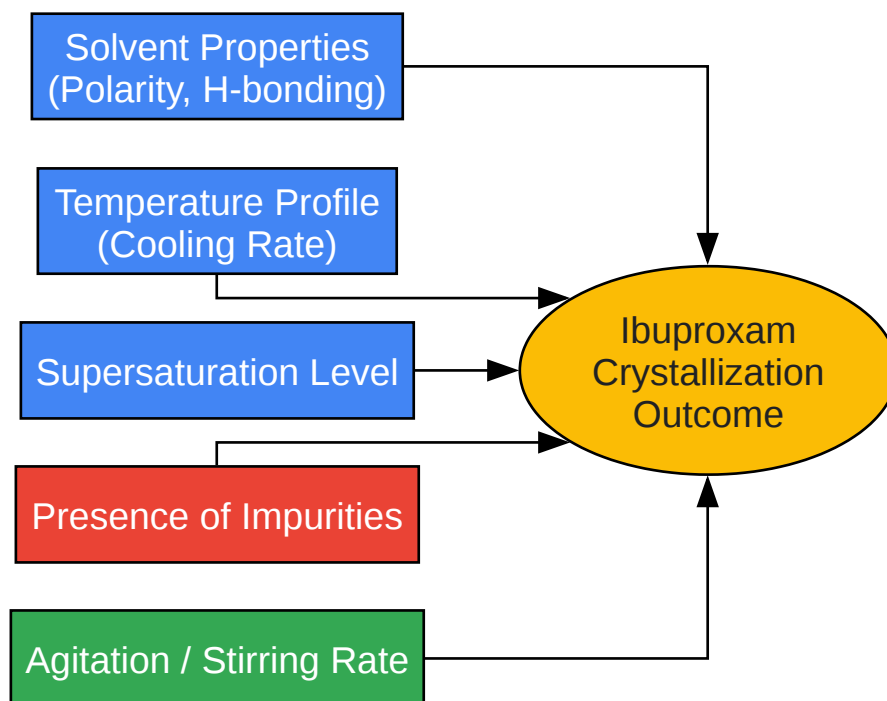 Solvent Properties
(Polarity, H-bonding)
Temperature Profile
(Cooling Rate)
Supersaturation Level
Ibuproxam
Crystallization
Outcome
Presence of Impurities
Agitation / Stirring Rate